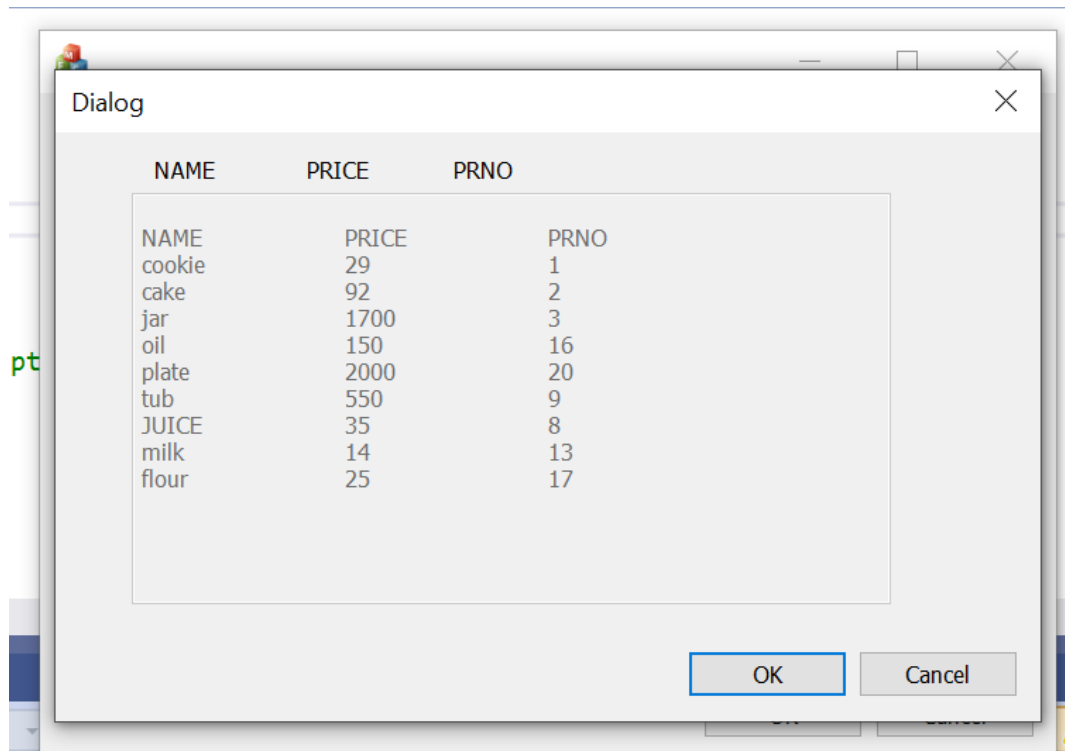 Dialog
NAME PRICE PRNO
NAME PRICE PRNO
cookie 29 1
cake 92 2
jar 1700 3
oil 150 16
plate 2000 20
tub 550 9
JUICE 35 8
milk 14 13
flour 25 17
pt
OK Cancel